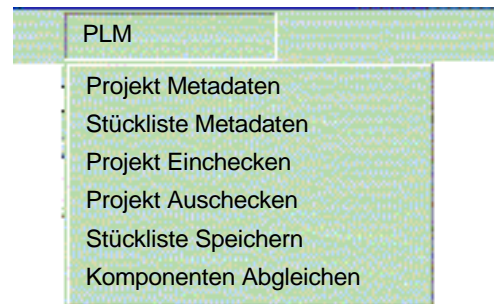 PLM
Projekt Metadaten
Stückliste Metadaten
Projekt Einchecken
Projekt Auschecken
Stückliste Speichern
Komponenten Abgleichen